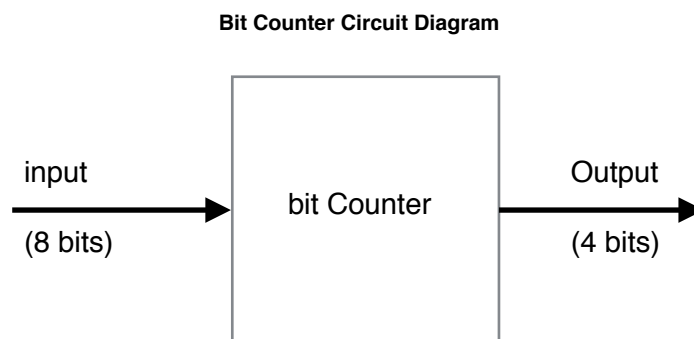 Bit Counter Circuit Diagram
input
(8 bits)
bit Counter
Output
(4 bits)